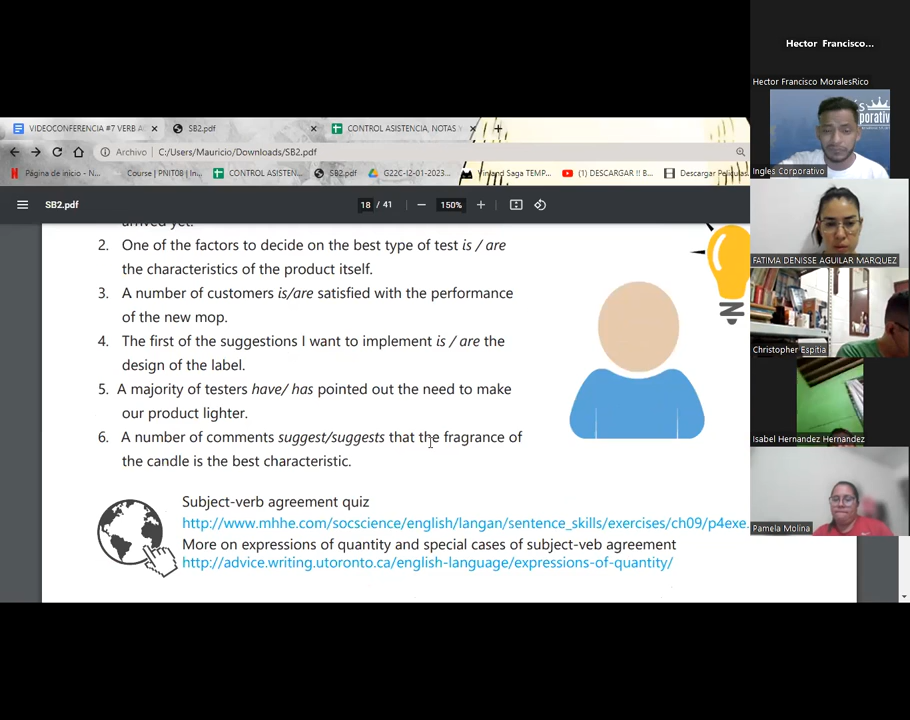 Hector Francisco...
Hector Francisco MoralesRico
Ingles Corporativo
FATIMA DENISSE AGUILAR MARQUEZ
Christopher Espitia
Isabel Hernandez Hernandez
Pamela Molina
VIDEOCONFERENCIA #7 VERB A
SB2.pdf
CONTROL ASISTENCIA, NOTAS Y
Archivo
C:/Users/Mauricio/Downloads/SB2.pdf
Página de inicio - N...
Course | PNIT08 | In...
CONTROL ASISTEN...
SB2.pdf
G22C-I2-01-2023...
Vinland Saga TEMP...
(1) DESCARGAR !! B...
Descargar Peliculas
SB2.pdf
18 / 41
150%
arrived yet.
2. One of the factors to decide on the best type of test is / are
the characteristics of the product itself.
3. A number of customers is/are satisfied with the performance
of the new mop.
4. The first of the suggestions I want to implement is / are the
design of the label.
5. A majority of testers have/ has pointed out the need to make
our product lighter.
6. A number of comments suggest/suggests that the fragrance of
the candle is the best characteristic.
Subject-verb agreement quiz
http://www.mhhe.com/socscience/english/langan/sentence_skills/exercises/ch09/p4exe.
More on expressions of quantity and special cases of subject-veb agreement
http://advice.writing.utoronto.ca/english-language/expressions-of-quantity/